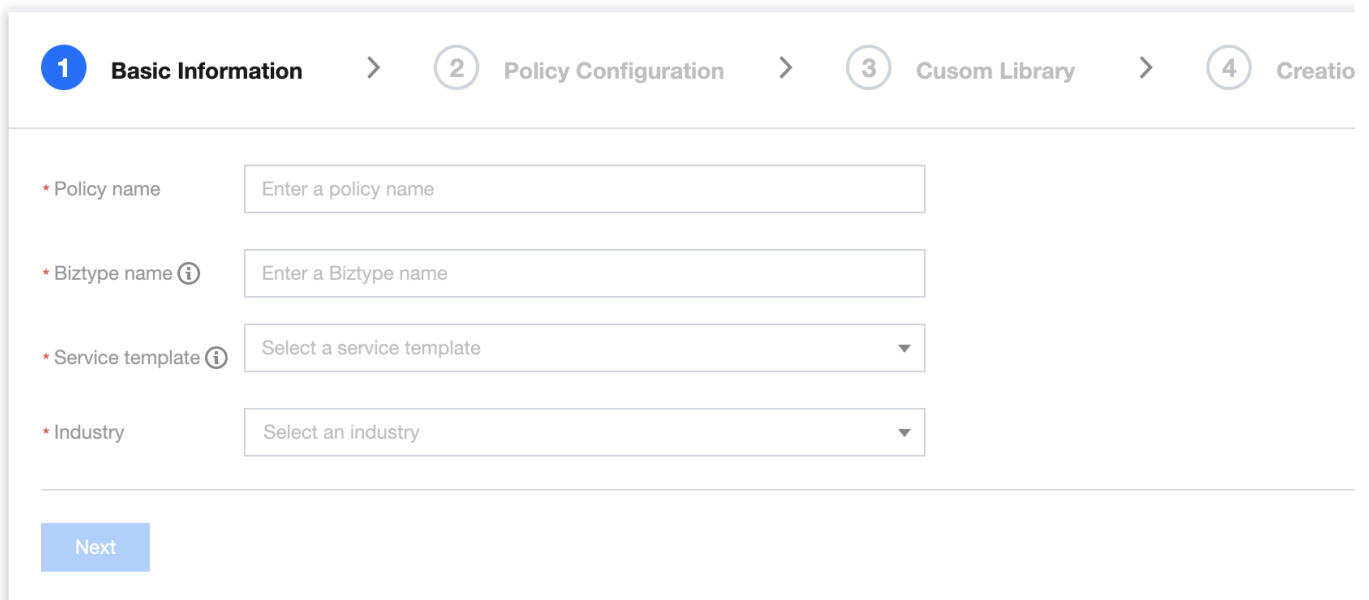 1 Basic Information > 2 Policy Configuration > 3 Cusom Library > 4 Creatio
* Policy name Enter a policy name
* Biztype name i Enter a Biztype name
* Service template i Select a service template
* Industry Select an industry
Next